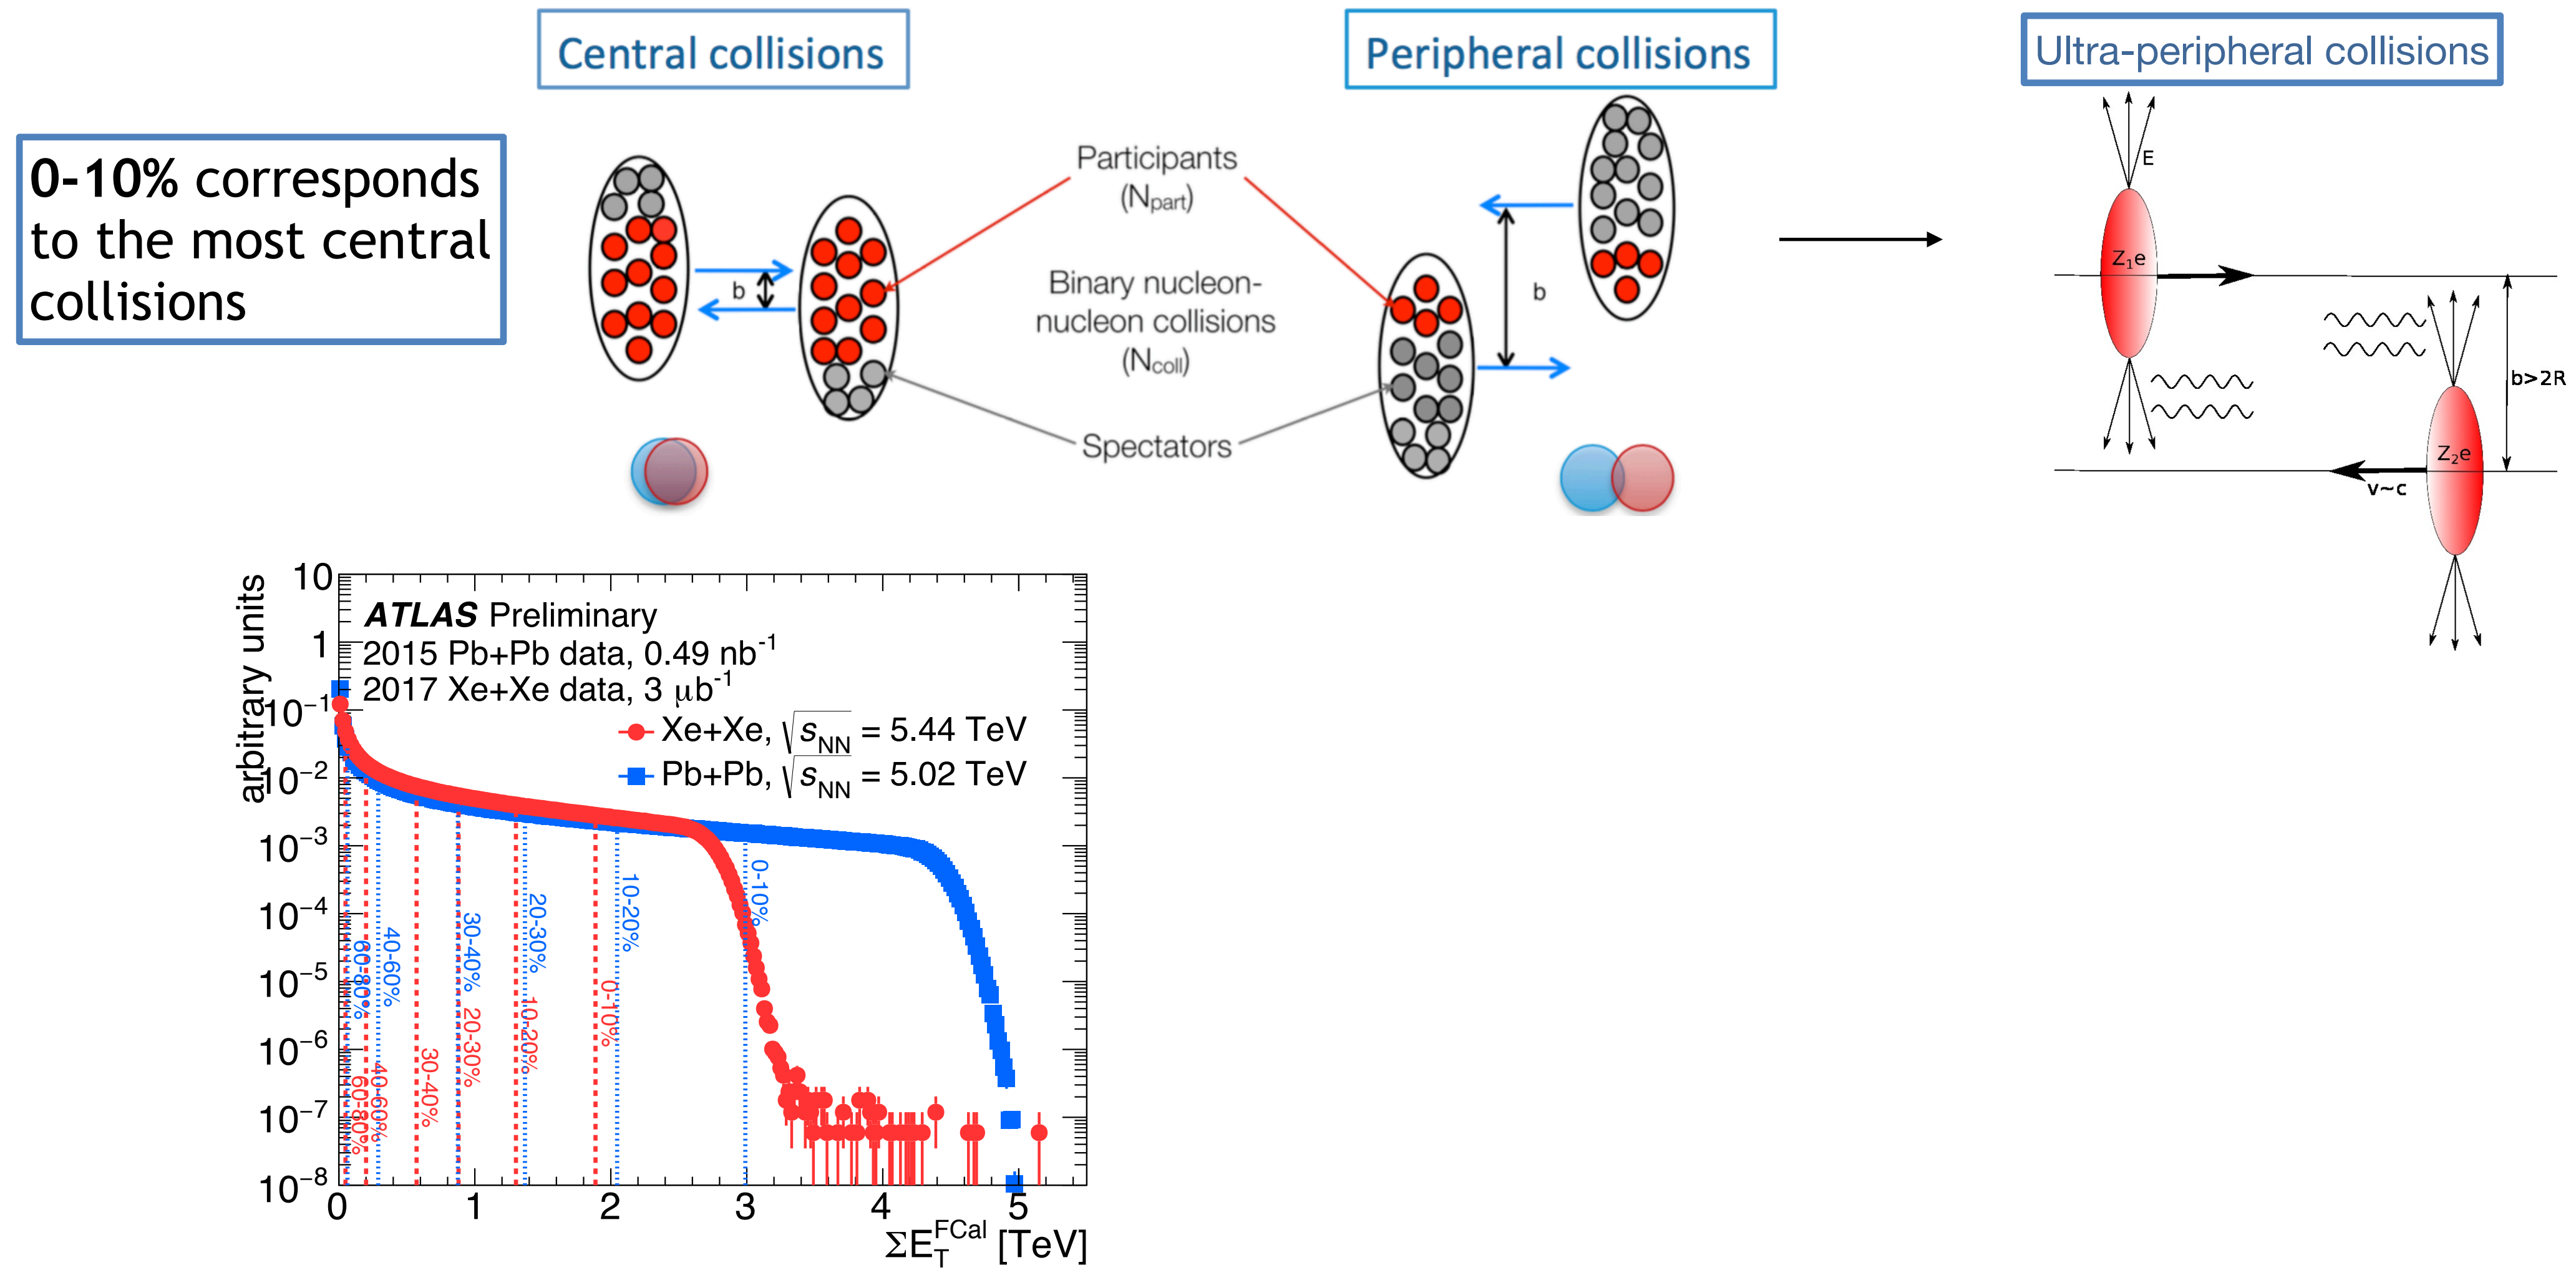 Central collisions
Peripheral collisions
Ultra-peripheral collisions
0-10% corresponds
to the most central
collisions
Participants
(Npart)
Binary nucleon-
nucleon collisions
(Ncoll)
Spectators
b
b
E
Z1e
Z2e
b>2R
v~c
arbitrary units
10
1
10−1
10−2
10−3
10−4
10−5
10−6
10−7
10−8
ATLAS Preliminary
2015 Pb+Pb data, 0.49 nb-1
2017 Xe+Xe data, 3 μb-1
Xe+Xe, √sNN = 5.44 TeV
Pb+Pb, √sNN = 5.02 TeV
60-80%
40-60%
30-40%
20-30%
10-20%
0-10%
60-80%
40-60%
30-40%
20-30%
10-20%
0-10%
0 1 2 3 4 5
ΣETFCal [TeV]